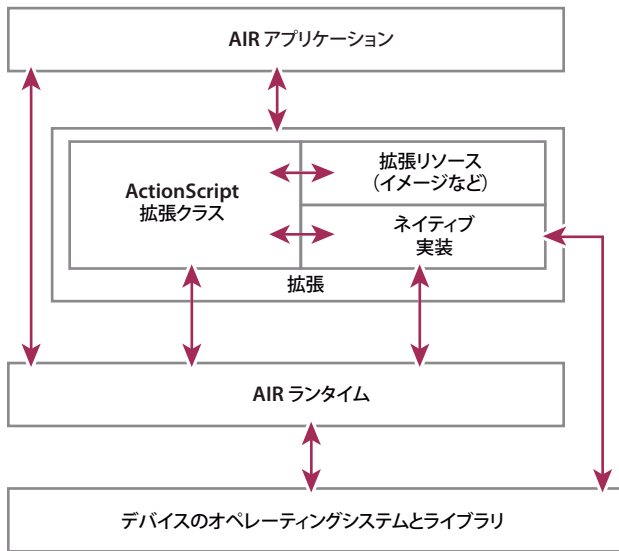 AIR アプリケーション
ActionScript
拡張クラス
拡張リソース
（イメージなど）
ネイティブ
実装
拡張
AIR ランタイム
デバイスのオペレーティングシステムとライブラリ